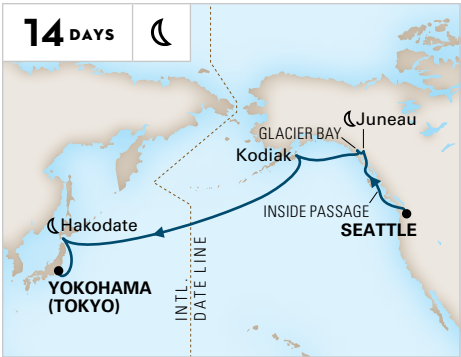 14 DAYS
Juneau
GLACIER BAY
Kodiak
INSIDE PASSAGE
SEATTLE
Hakodate
YOKOHAMA
(TOKYO)
INTL.
DATE LINE